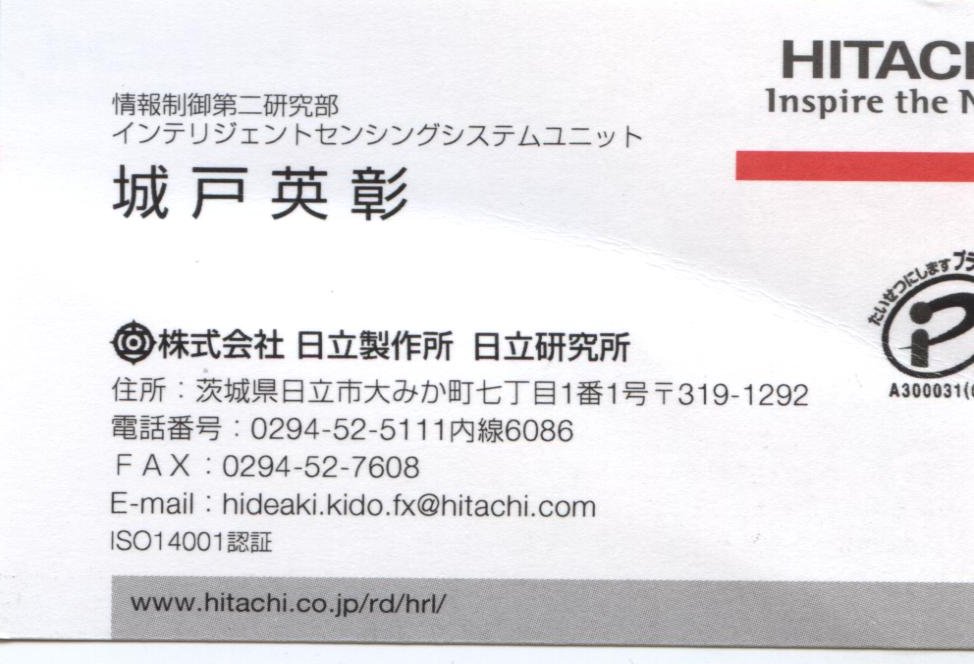 HITACHI
Inspire the N
情報制御第二研究部
インテリジェントセンシングシステムユニット
城戸英彰
たいせつにします プラ
A300031(
株式会社 日立製作所 日立研究所
住所：茨城県日立市大みか町七丁目1番1号〒319-1292
電話番号：0294-52-5111内線6086
ＦＡＸ：0294-52-7608
E-mail：hideaki.kido.fx@hitachi.com
ISO14001認証
www.hitachi.co.jp/rd/hrl/